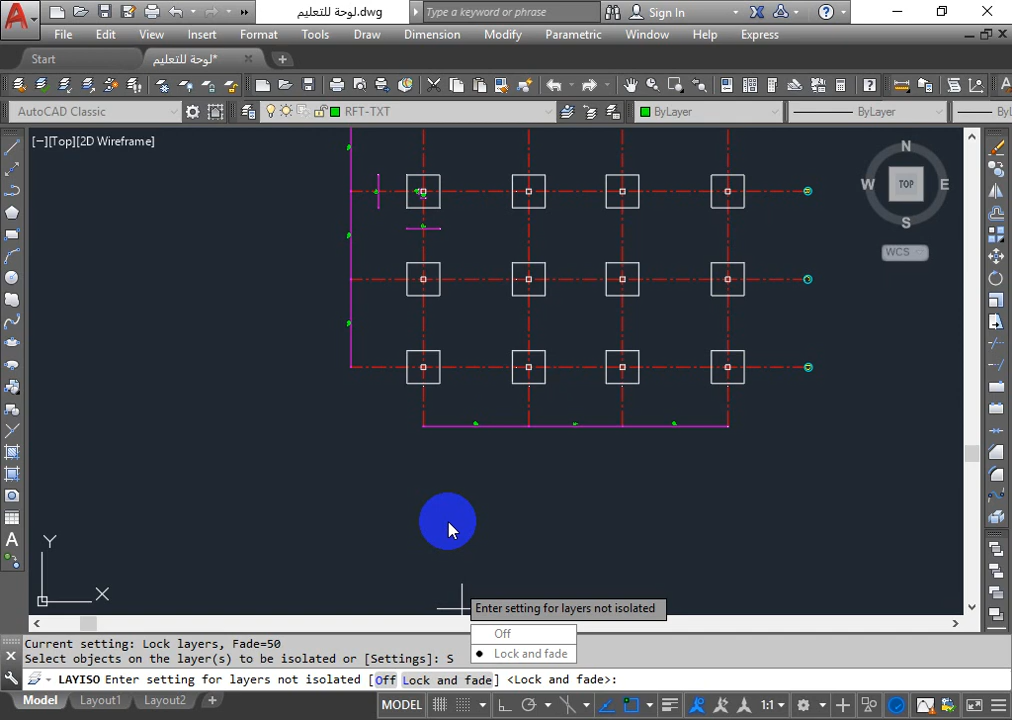 لوحة للتعليم.dwg
Type a keyword or phrase
Sign In
File Edit View Insert Format Tools Draw Dimension Modify Parametric Window Help Express
Start
لوحة للتعليم*
AutoCAD Classic
RFT-TXT
ByLayer
ByLayer
[−][Top][2D Wireframe]
N
W TOP E
S
WCS
Y
X
Enter setting for layers not isolated
Off
Lock and fade
Current setting: Lock layers, Fade=50
Select objects on the layer(s) to be isolated or [Settings]: S
LAYISO Enter setting for layers not isolated [Off Lock and fade] <Lock and fade>:
Model Layout1 Layout2
MODEL
1:1